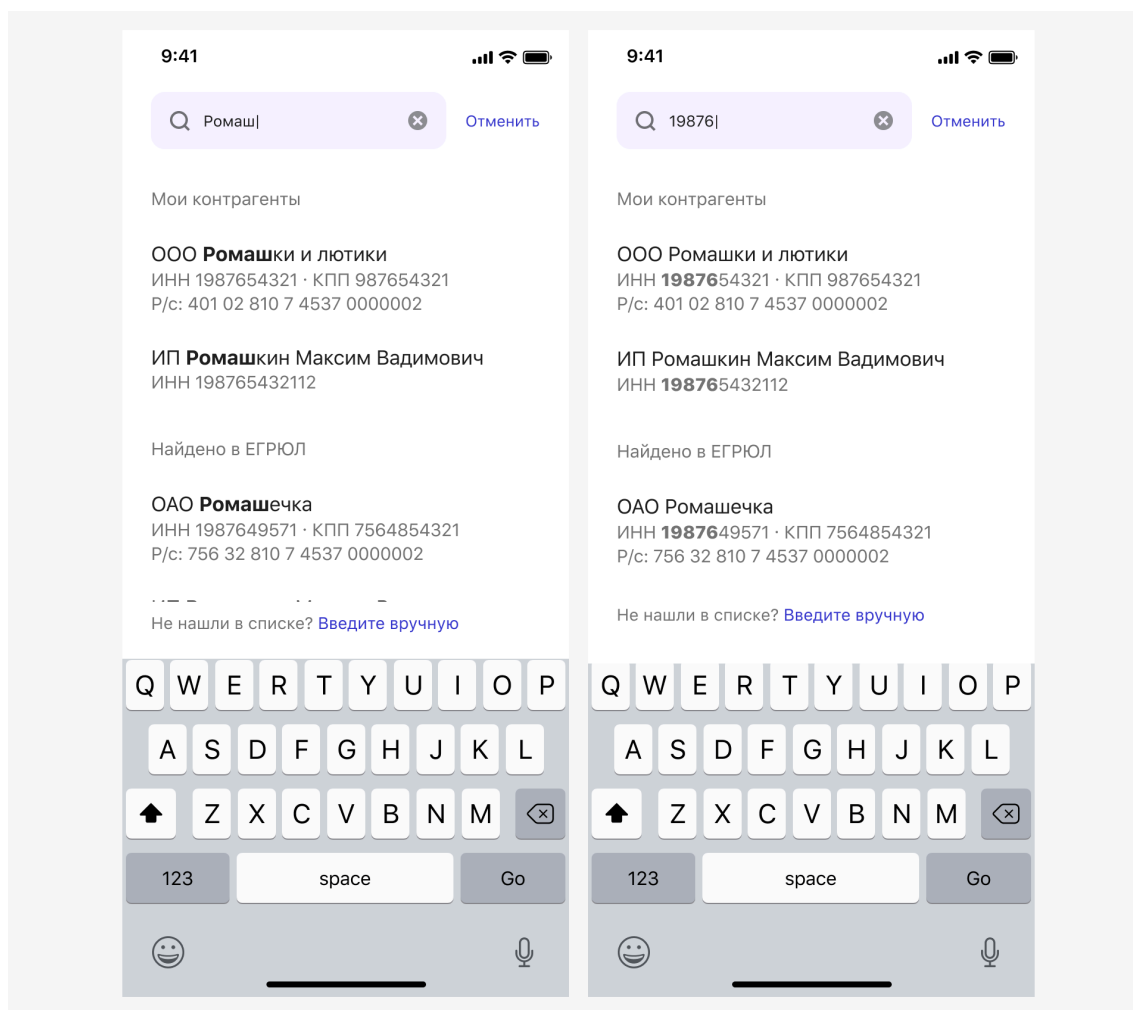 9:41
Ромаш
Отменить
Мои контрагенты
ООО Ромашки и лютики
ИНН 1987654321 · КПП 987654321
Р/с: 401 02 810 7 4537 0000002
ИП Ромашкин Максим Вадимович
ИНН 198765432112
Найдено в ЕГРЮЛ
ОАО Ромашечка
ИНН 1987649571 · КПП 7564854321
Р/с: 756 32 810 7 4537 0000002
Не нашли в списке? Введите вручную
Q W E R T Y U I O P
A S D F G H J K L
Z X C V B N M
123 space Go
9:41
19876
Отменить
Мои контрагенты
ООО Ромашки и лютики
ИНН 1987654321 · КПП 987654321
Р/с: 401 02 810 7 4537 0000002
ИП Ромашкин Максим Вадимович
ИНН 198765432112
Найдено в ЕГРЮЛ
ОАО Ромашечка
ИНН 1987649571 · КПП 7564854321
Р/с: 756 32 810 7 4537 0000002
Не нашли в списке? Введите вручную
Q W E R T Y U I O P
A S D F G H J K L
Z X C V B N M
123 space Go